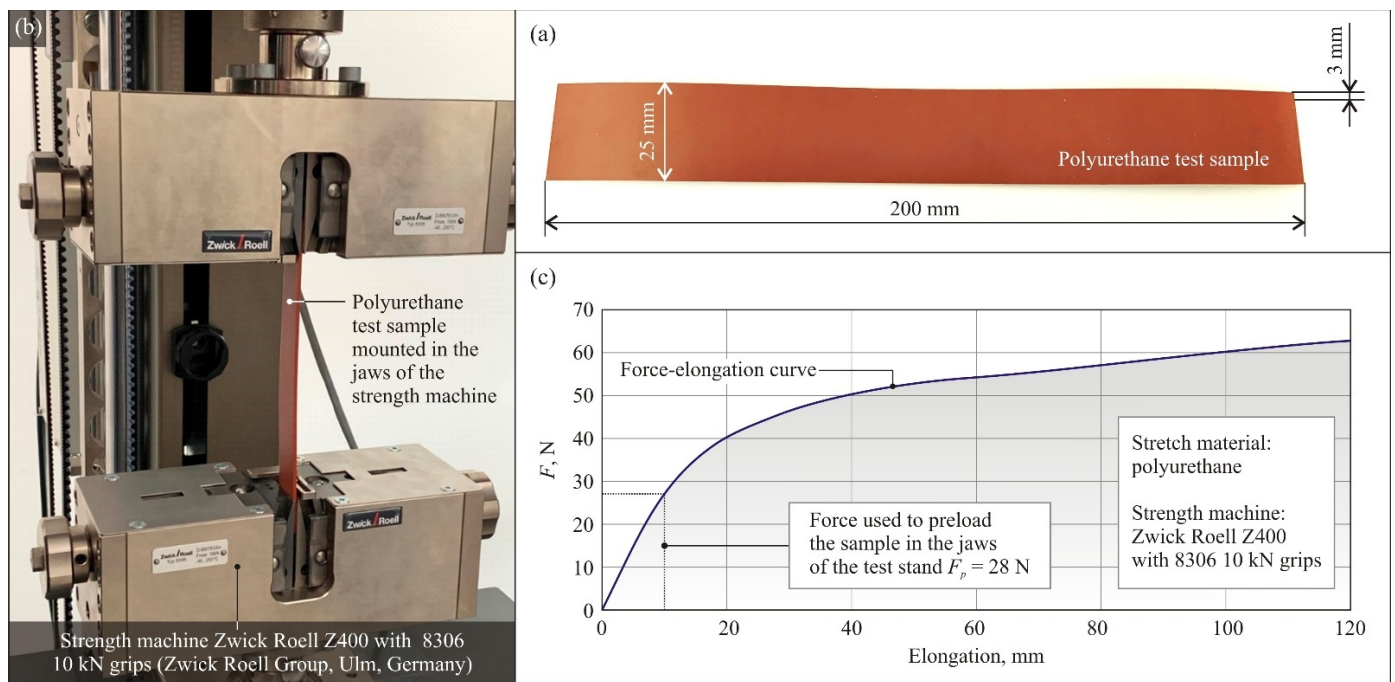 (b)
Zwick / Roell
Zwick / Roell
Polyurethane
test sample
mounted in the
jaws of the
strength machine
Zwick / Roell
Zwick / Roell
Strength machine Zwick Roell Z400 with 8306
10 kN grips (Zwick Roell Group, Ulm, Germany)
(a)
3 mm
25 mm
Polyurethane test sample
200 mm
(c)
F, N
70
60
50
40
30
20
10
0
Force-elongation curve
Force used to preload
the sample in the jaws
of the test stand Fp = 28 N
Stretch material:
polyurethane
Strength machine:
Zwick Roell Z400
with 8306 10 kN grips
0 20 40 60 80 100 120
Elongation, mm